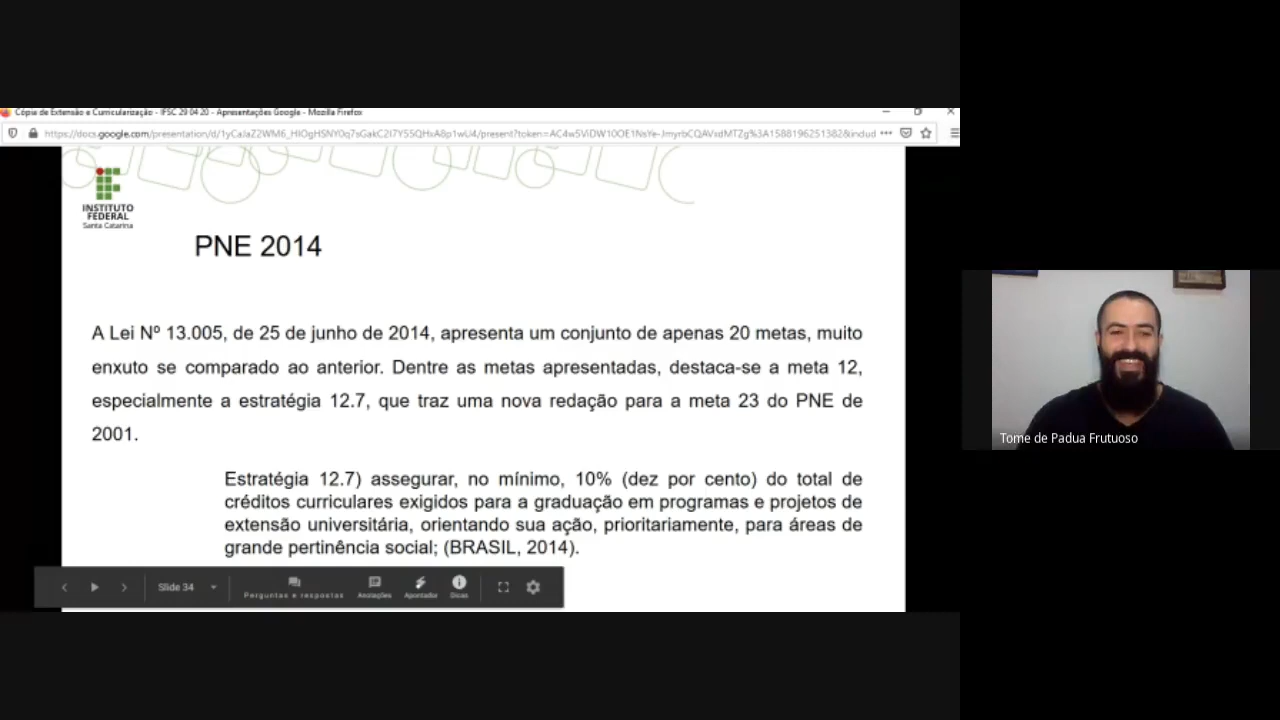 Cópia de Extensão e Curricularização - IFSC 29 04 20 - Apresentações Google - Mozilla Firefox
INSTITUTO
FEDERAL
Santa Catarina
PNE 2014
A Lei Nº 13.005, de 25 de junho de 2014, apresenta um conjunto de apenas 20 metas, muito
enxuto se comparado ao anterior. Dentre as metas apresentadas, destaca-se a meta 12,
especialmente a estratégia 12.7, que traz uma nova redação para a meta 23 do PNE de
2001.
Estratégia 12.7) assegurar, no mínimo, 10% (dez por cento) do total de
créditos curriculares exigidos para a graduação em programas e projetos de
extensão universitária, orientando sua ação, prioritariamente, para áreas de
grande pertinência social; (BRASIL, 2014).
Slide 34
Perguntas e respostas Anotações Apontador Dicas
Tome de Padua Frutuoso